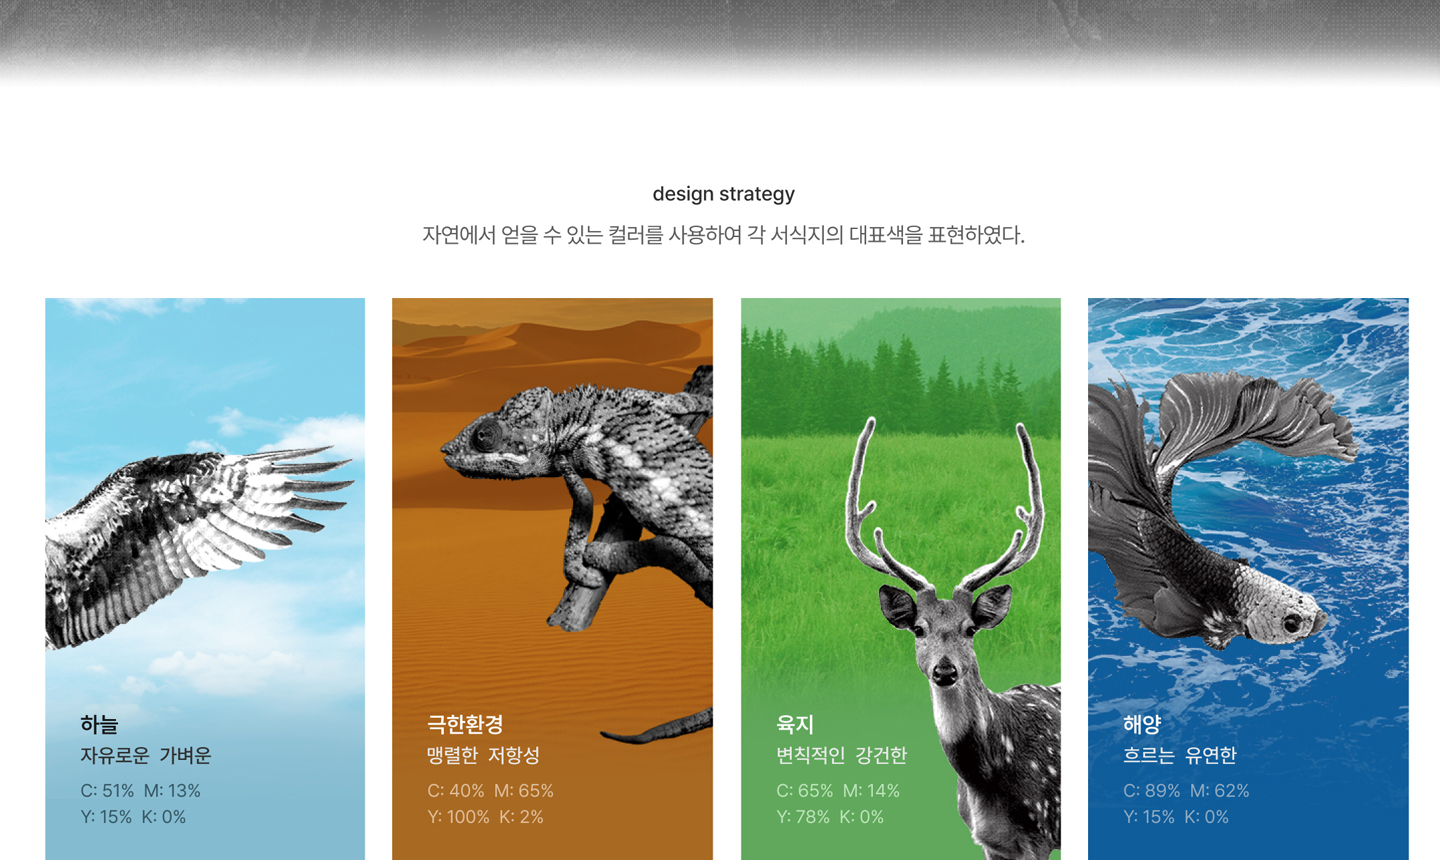 design strategy
자연에서 얻을 수 있는 컬러를 사용하여 각 서식지의 대표색을 표현하였다.
하늘
자유로운 가벼운
C: 51% M: 13%
Y: 15% K: 0%
극한환경
맹렬한 저항성
C: 40% M: 65%
Y: 100% K: 2%
육지
변칙적인 강건한
C: 65% M: 14%
Y: 78% K: 0%
해양
흐르는 유연한
C: 89% M: 62%
Y: 15% K: 0%